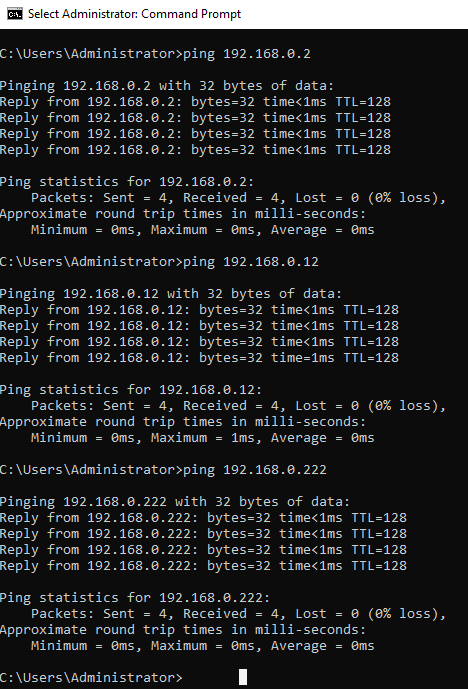 Select Administrator: Command Prompt
C:\Users\Administrator>ping 192.168.0.2
Pinging 192.168.0.2 with 32 bytes of data:
Reply from 192.168.0.2: bytes=32 time<1ms TTL=128
Reply from 192.168.0.2: bytes=32 time<1ms TTL=128
Reply from 192.168.0.2: bytes=32 time<1ms TTL=128
Reply from 192.168.0.2: bytes=32 time<1ms TTL=128
Ping statistics for 192.168.0.2:
    Packets: Sent = 4, Received = 4, Lost = 0 (0% loss),
Approximate round trip times in milli-seconds:
    Minimum = 0ms, Maximum = 0ms, Average = 0ms
C:\Users\Administrator>ping 192.168.0.12
Pinging 192.168.0.12 with 32 bytes of data:
Reply from 192.168.0.12: bytes=32 time<1ms TTL=128
Reply from 192.168.0.12: bytes=32 time<1ms TTL=128
Reply from 192.168.0.12: bytes=32 time<1ms TTL=128
Reply from 192.168.0.12: bytes=32 time=1ms TTL=128
Ping statistics for 192.168.0.12:
    Packets: Sent = 4, Received = 4, Lost = 0 (0% loss),
Approximate round trip times in milli-seconds:
    Minimum = 0ms, Maximum = 1ms, Average = 0ms
C:\Users\Administrator>ping 192.168.0.222
Pinging 192.168.0.222 with 32 bytes of data:
Reply from 192.168.0.222: bytes=32 time<1ms TTL=128
Reply from 192.168.0.222: bytes=32 time<1ms TTL=128
Reply from 192.168.0.222: bytes=32 time<1ms TTL=128
Reply from 192.168.0.222: bytes=32 time<1ms TTL=128
Ping statistics for 192.168.0.222:
    Packets: Sent = 4, Received = 4, Lost = 0 (0% loss),
Approximate round trip times in milli-seconds:
    Minimum = 0ms, Maximum = 0ms, Average = 0ms
C:\Users\Administrator>